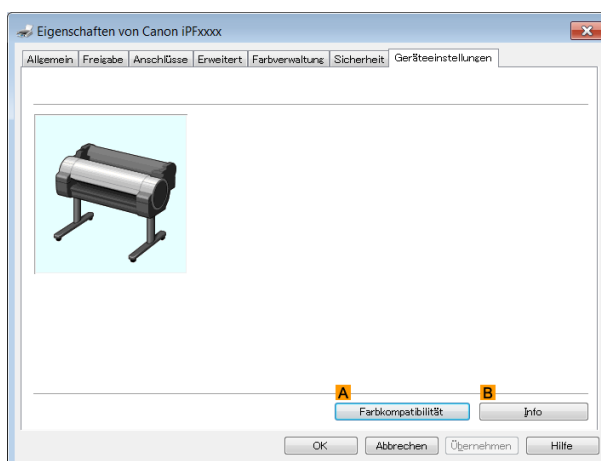 Eigenschaften von Canon iPFxxxx
Allgemein Freigabe Anschlüsse Erweitert Farbverwaltung Sicherheit Geräteeinstellungen
A B
Farbkompatibilität Info
OK Abbrechen Übernehmen Hilfe